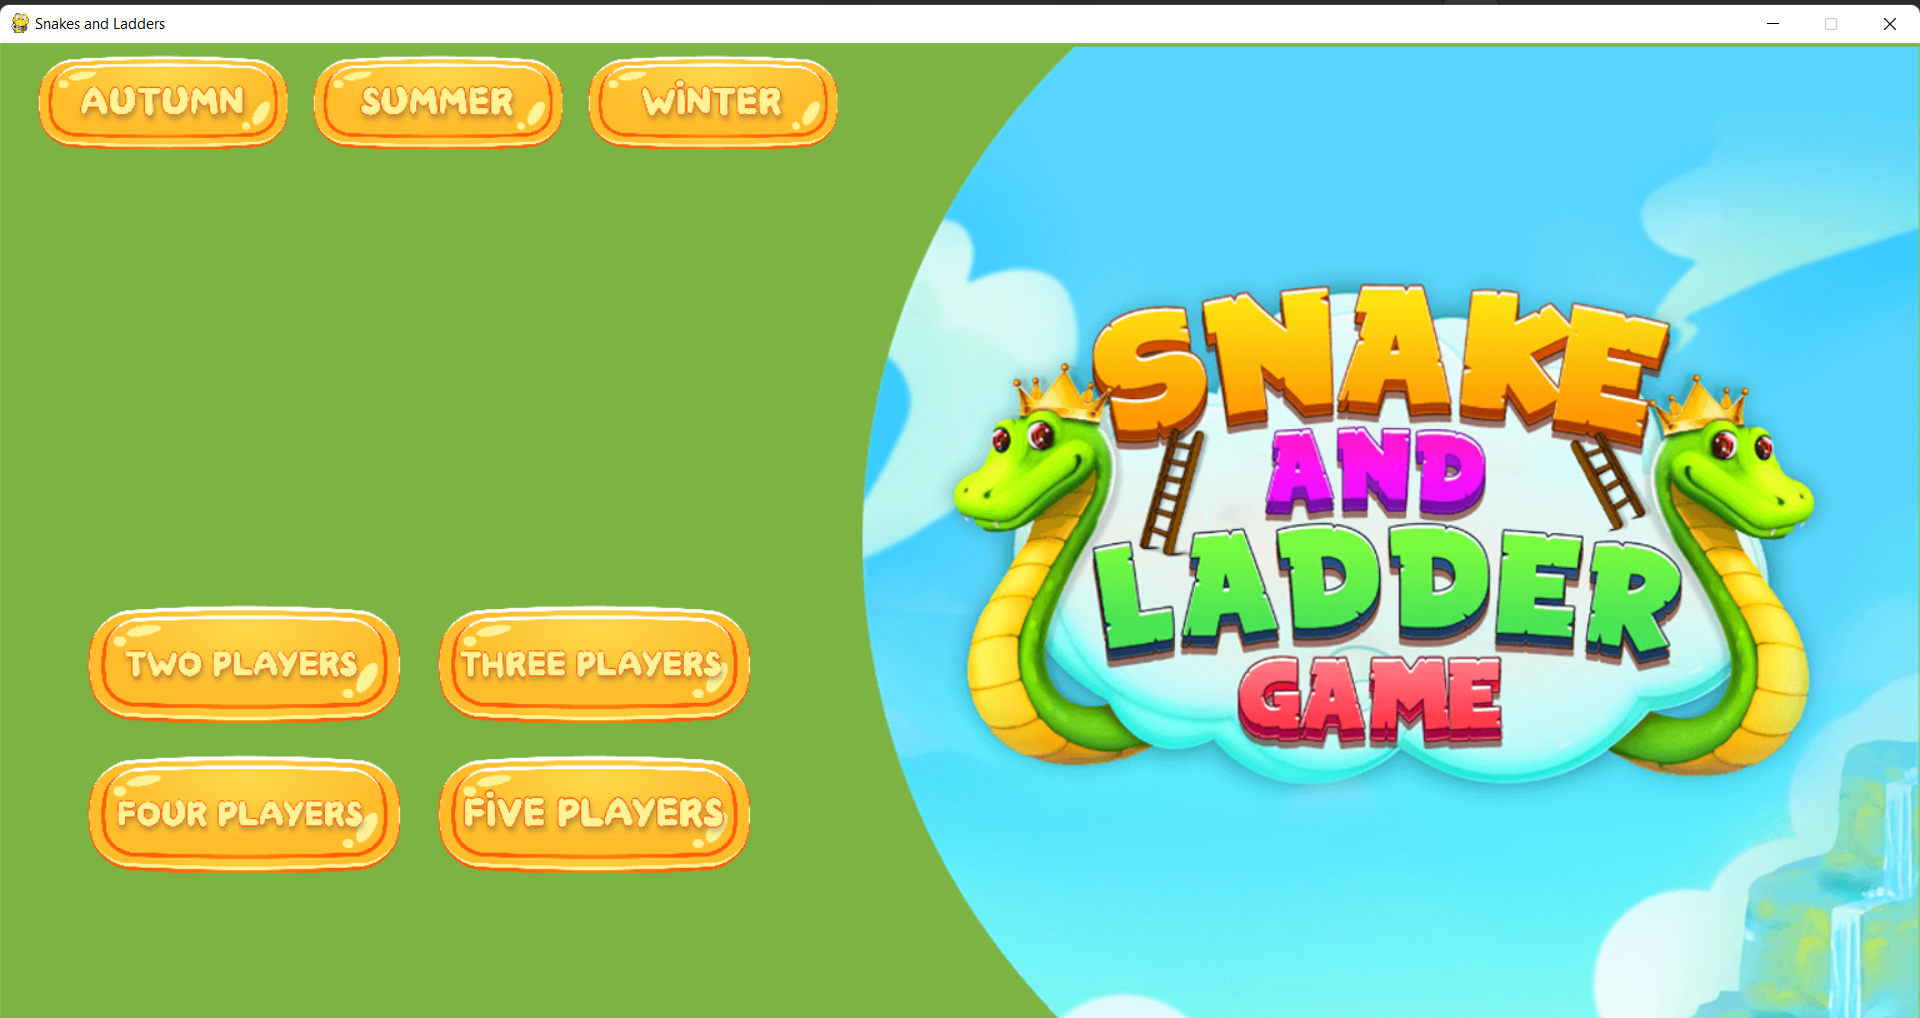 Snakes and Ladders
AUTUMN
SUMMER
WiNTER
SNAKE
AND
LADDER
GAME
TWO PLAYERS
THREE PLAYERS
FOUR PLAYERS
FiVE PLAYERS